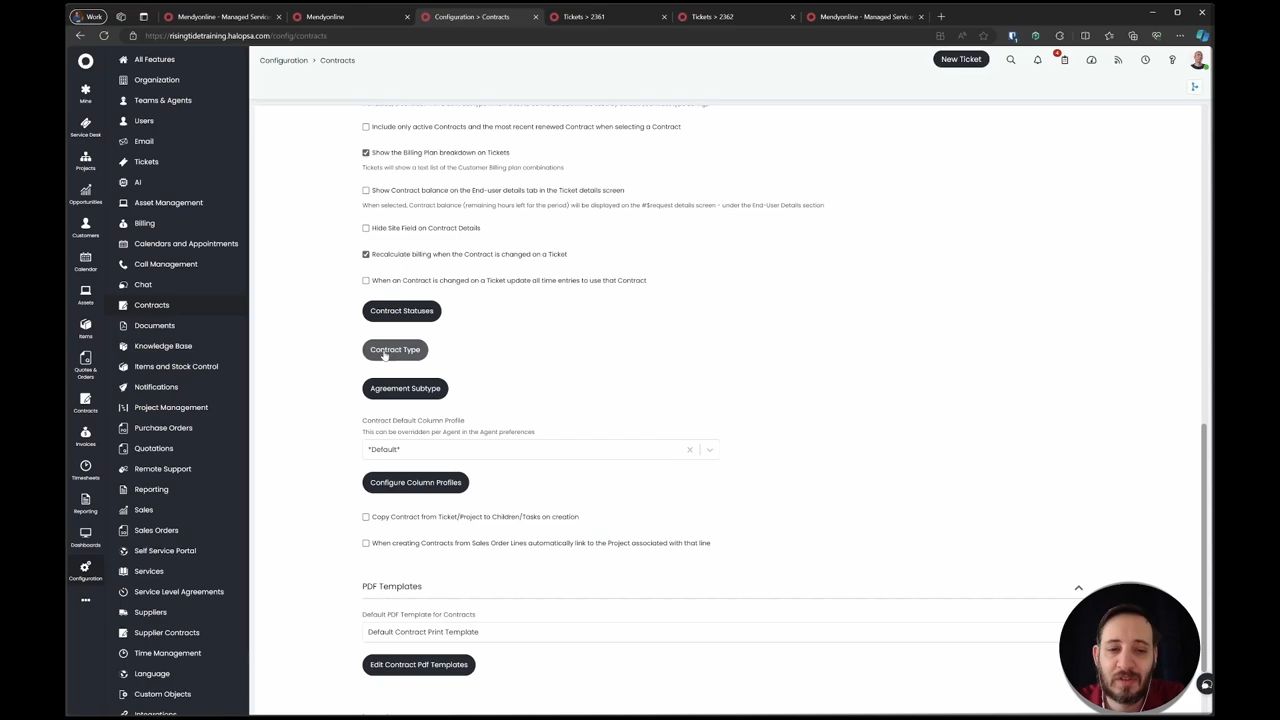 Work
Mendyonline - Managed Servic
Mendyonline
Configuration > Contracts
Tickets > 2361
Tickets > 2362
Mendyonline - Managed Service
https://risingtidetraining.halopsa.com/config/contracts
Mine
Service Desk
Projects
Opportunities
Customers
Calendar
Assets
Items
Quotes & Orders
Contracts
Invoices
Timesheets
Reporting
Dashboards
Configuration
All Features
Organization
Teams & Agents
Users
Email
Tickets
AI
Asset Management
Billing
Calendars and Appointments
Call Management
Chat
Contracts
Documents
Knowledge Base
Items and Stock Control
Notifications
Project Management
Purchase Orders
Quotations
Remote Support
Reporting
Sales
Sales Orders
Self Service Portal
Services
Service Level Agreements
Suppliers
Supplier Contracts
Time Management
Language
Custom Objects
Integrations
Configuration > Contracts
New Ticket
4
Include only active Contracts and the most recent renewed Contract when selecting a Contract
Show the Billing Plan breakdown on Tickets
Tickets will show a text list of the Customer Billing plan combinations
Show Contract balance on the End-user details tab in the Ticket details screen
When selected, Contract balance (remaining hours left for the period) will be displayed on the #$request details screen - under the End-User Details section
Hide Site Field on Contract Details
Recalculate billing when the Contract is changed on a Ticket
When an Contract is changed on a Ticket update all time entries to use that Contract
Contract Statuses
Contract Type
Agreement Subtype
Contract Default Column Profile
This can be overridden per Agent in the Agent preferences
*Default*
Configure Column Profiles
Copy Contract from Ticket/Project to Children/Tasks on creation
When creating Contracts from Sales Order Lines automatically link to the Project associated with that line
PDF Templates
Default PDF Template for Contracts
Default Contract Print Template
Edit Contract Pdf Templates